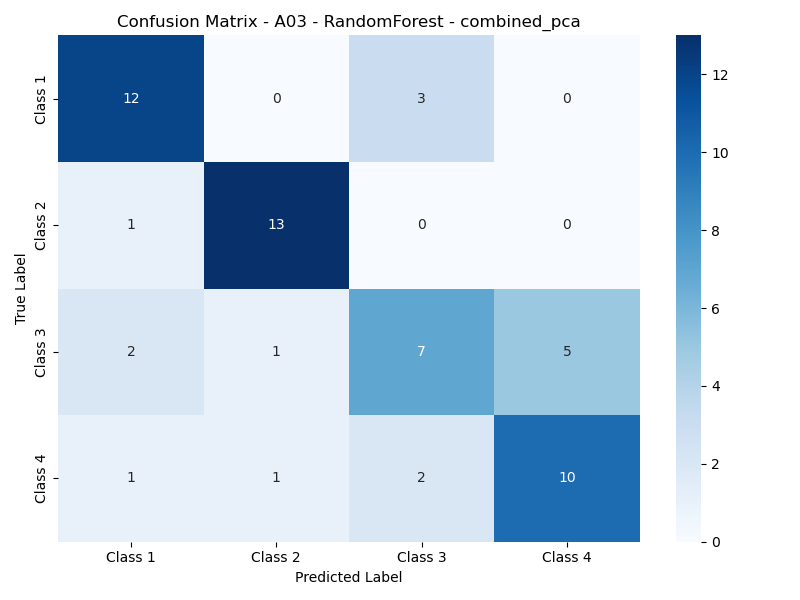 Confusion Matrix - A03 - RandomForest - combined_pca
True Label
Class 1
12 0 3 0
Class 2
1 13 0 0
Class 3
2 1 7 5
Class 4
1 1 2 10
Class 1 Class 2 Class 3 Class 4
Predicted Label
12
10
8
6
4
2
0